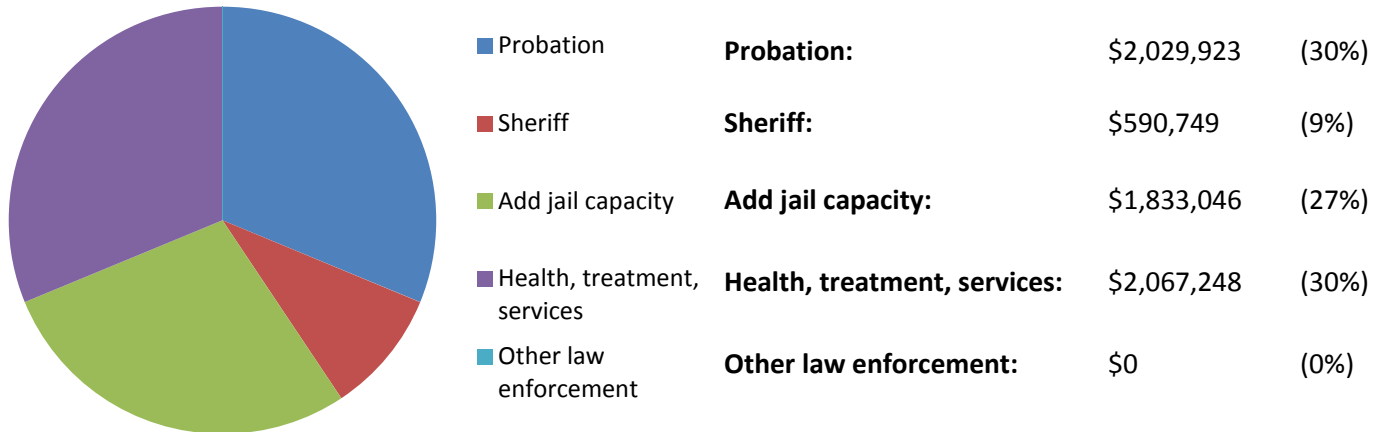 Probation
Sheriff
Add jail capacity
Health, treatment,
services
Other law
enforcement
Probation: $2,029,923 (30%)
Sheriff: $590,749 (9%)
Add jail capacity: $1,833,046 (27%)
Health, treatment, services: $2,067,248 (30%)
Other law enforcement: $0 (0%)